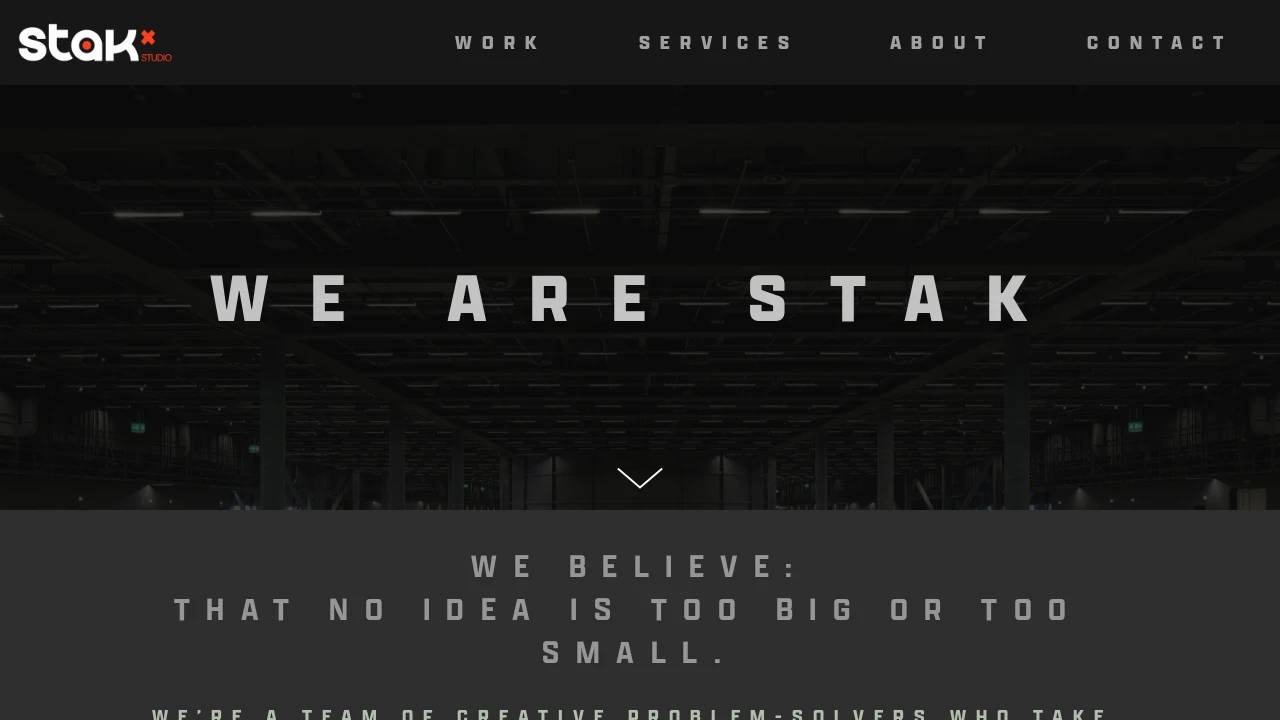 stak
STUDIO
WORK
SERVICES
ABOUT
CONTACT
WE ARE STAK
WE BELIEVE:
THAT NO IDEA IS TOO BIG OR TOO
SMALL.
WE'RE A TEAM OF CREATIVE PROBLEM-SOLVERS WHO TAKE